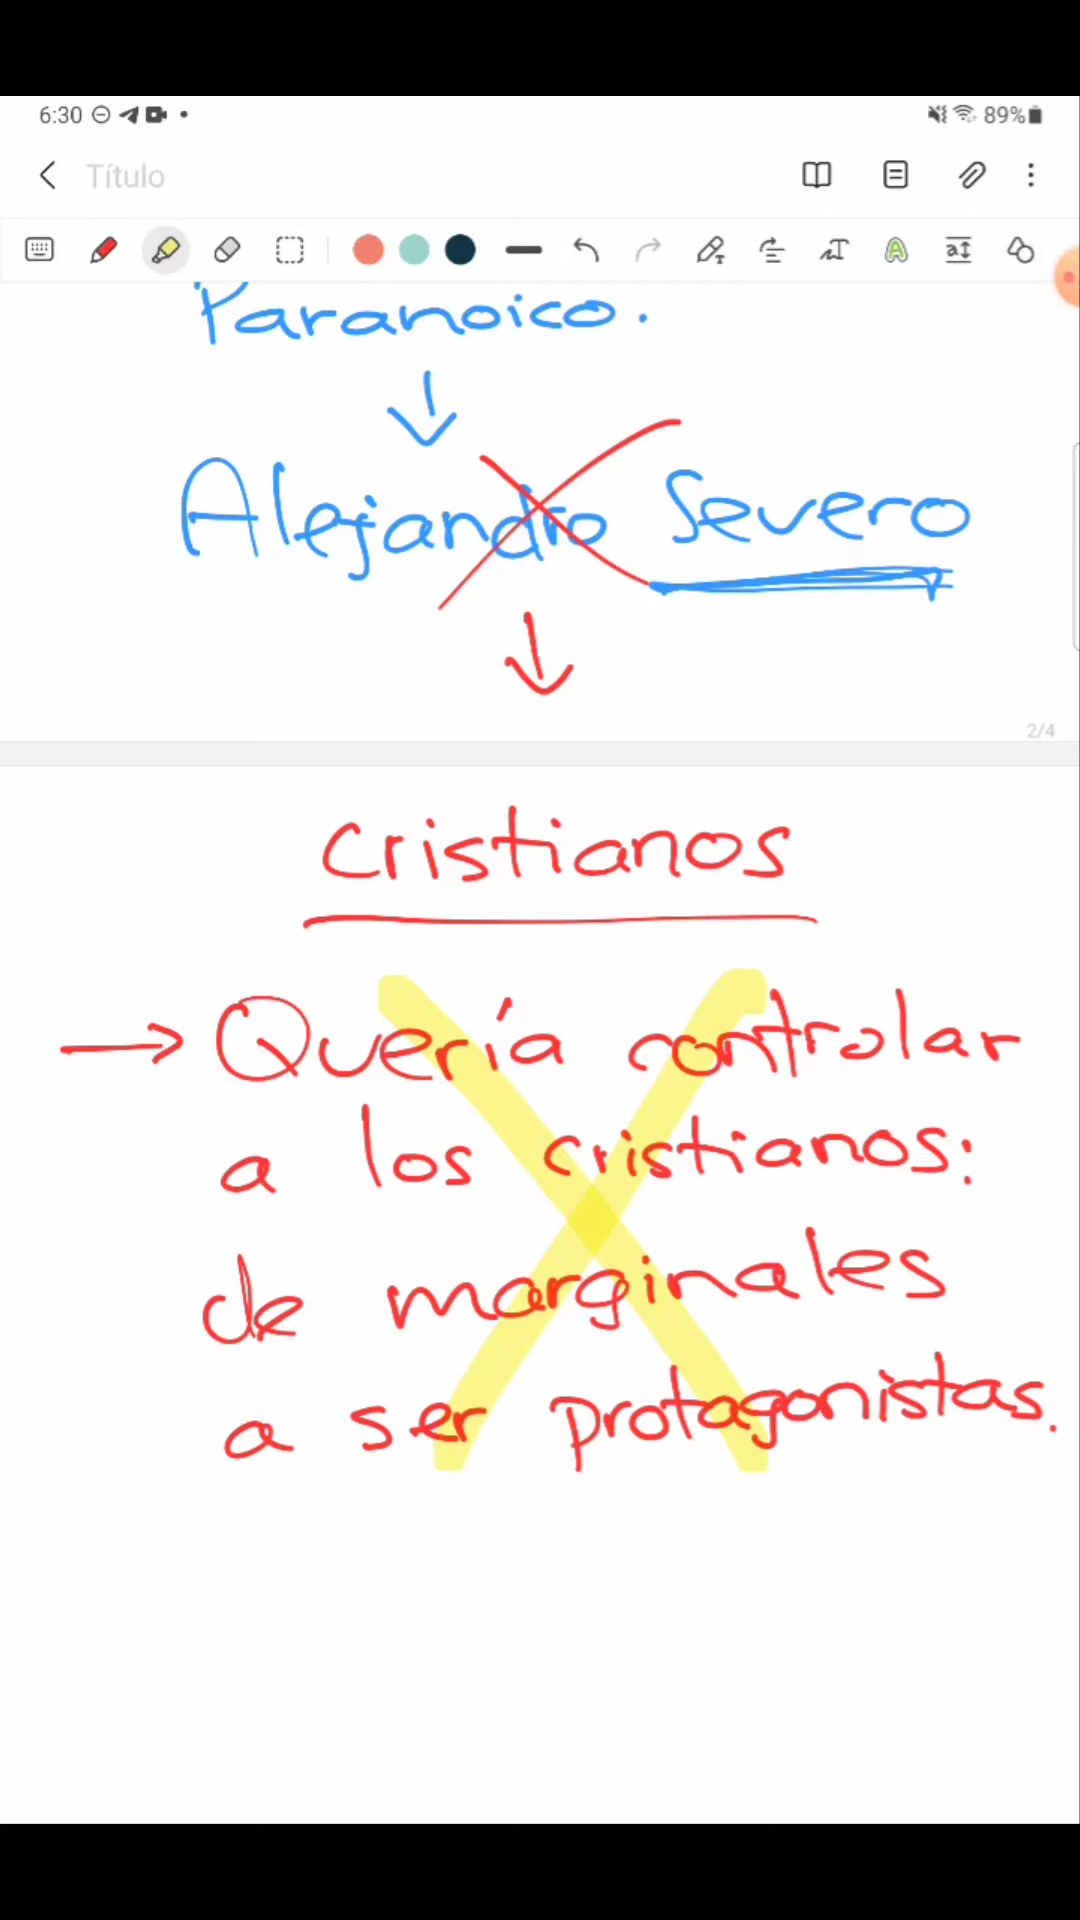 6:30 89%
Título
Paranoico.
Alejandro Severo
2/4
cristianos
Quería controlar
a los cristianos:
de marginales
a ser protagonistas.